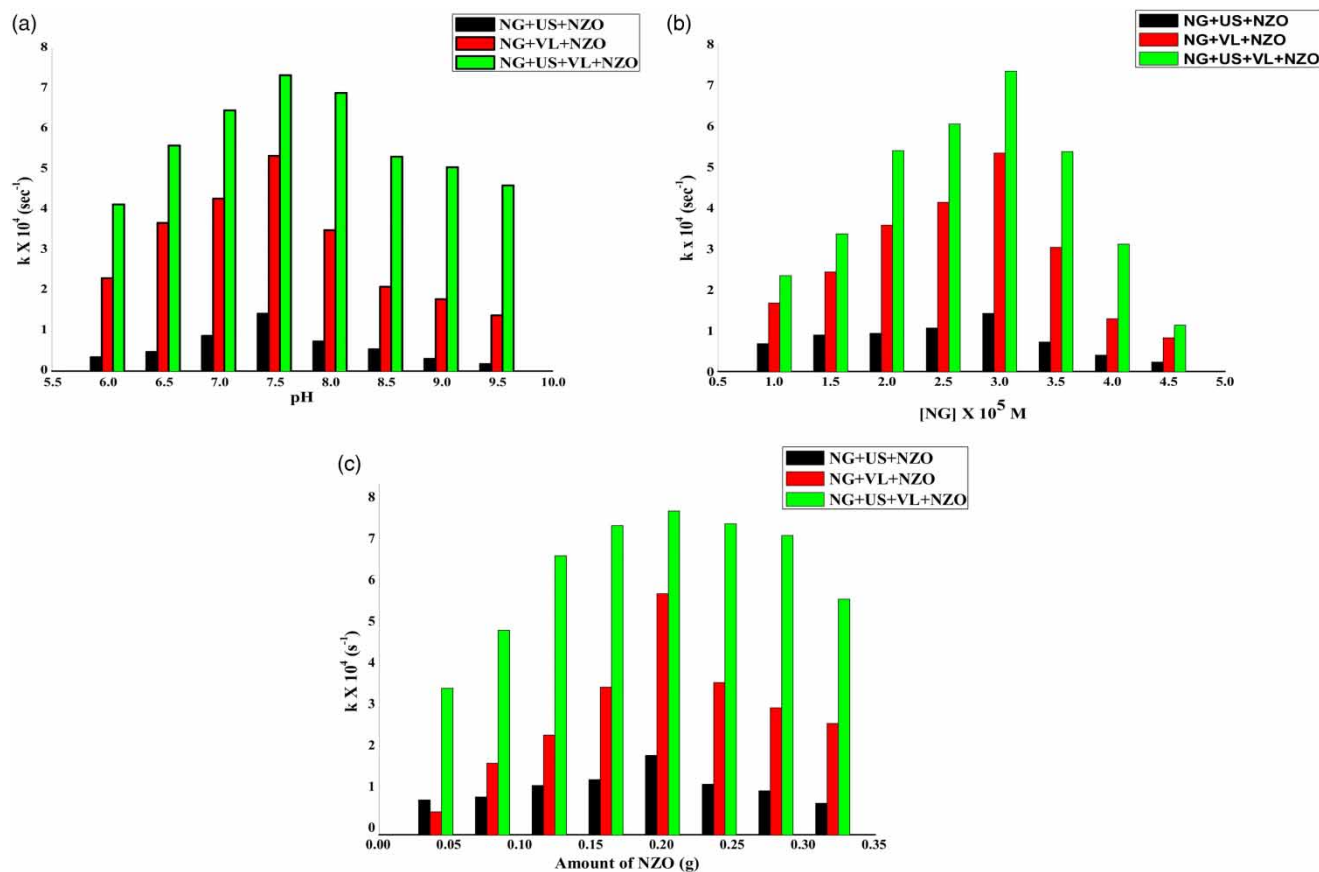 (a)
NG+US+NZO
NG+VL+NZO
NG+US+VL+NZO
8
7
6
5
4
3
2
1
0
k X 10⁴ (sec⁻¹)
5.5 6.0 6.5 7.0 7.5 8.0 8.5 9.0 9.5 10.0
pH
(b)
NG+US+NZO
NG+VL+NZO
NG+US+VL+NZO
8
7
6
5
4
3
2
1
0
k x 10⁴ (sec⁻¹)
0.5 1.0 1.5 2.0 2.5 3.0 3.5 4.0 4.5 5.0
[NG] X 10⁵ M
(c)
NG+US+NZO
NG+VL+NZO
NG+US+VL+NZO
8
7
6
5
4
3
2
1
0
k X 10⁴ (s⁻¹)
0.00 0.05 0.10 0.15 0.20 0.25 0.30 0.35
Amount of NZO (g)